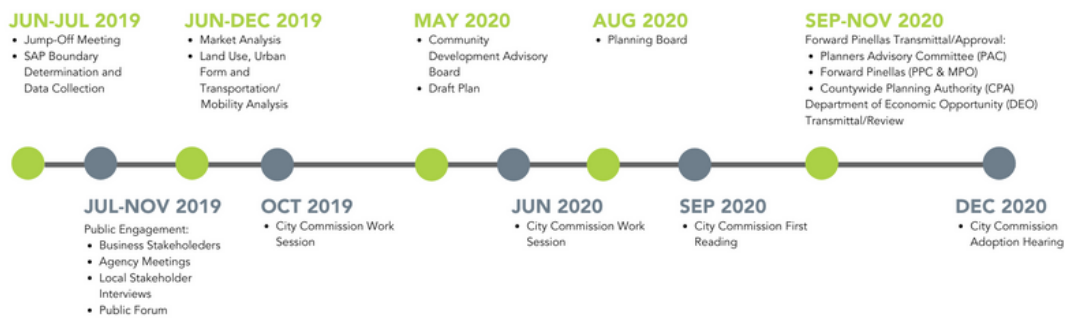 JUN-JUL 2019
• Jump-Off Meeting
• SAP Boundary
Determination and
Data Collection
JUN-DEC 2019
• Market Analysis
• Land Use, Urban
Form and
Transportation/
Mobility Analysis
MAY 2020
• Community
Development Advisory
Board
• Draft Plan
AUG 2020
• Planning Board
SEP-NOV 2020
Forward Pinellas Transmittal/Approval:
• Planners Advisory Committee (PAC)
• Forward Pinellas (PPC & MPO)
• Countywide Planning Authority (CPA)
Department of Economic Opportunity (DEO)
Transmittal/Review
JUL-NOV 2019
Public Engagement:
• Business Stakeholeders
• Agency Meetings
• Local Stakeholder
Interviews
• Public Forum
OCT 2019
• City Commission Work
Session
JUN 2020
• City Commission Work
Session
SEP 2020
• City Commission First
Reading
DEC 2020
• City Commission
Adoption Hearing